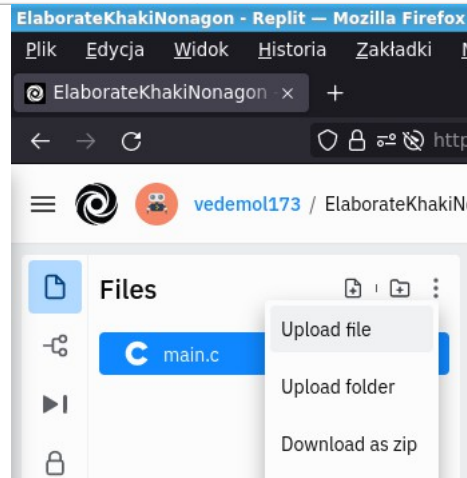 ElaborateKhakiNonagon - Replit — Mozilla Firefox
Plik Edycja Widok Historia Zakładki
ElaborateKhakiNonagon
http
vedemol173 / ElaborateKhakiN
Files
main.c
Upload file
Upload folder
Download as zip